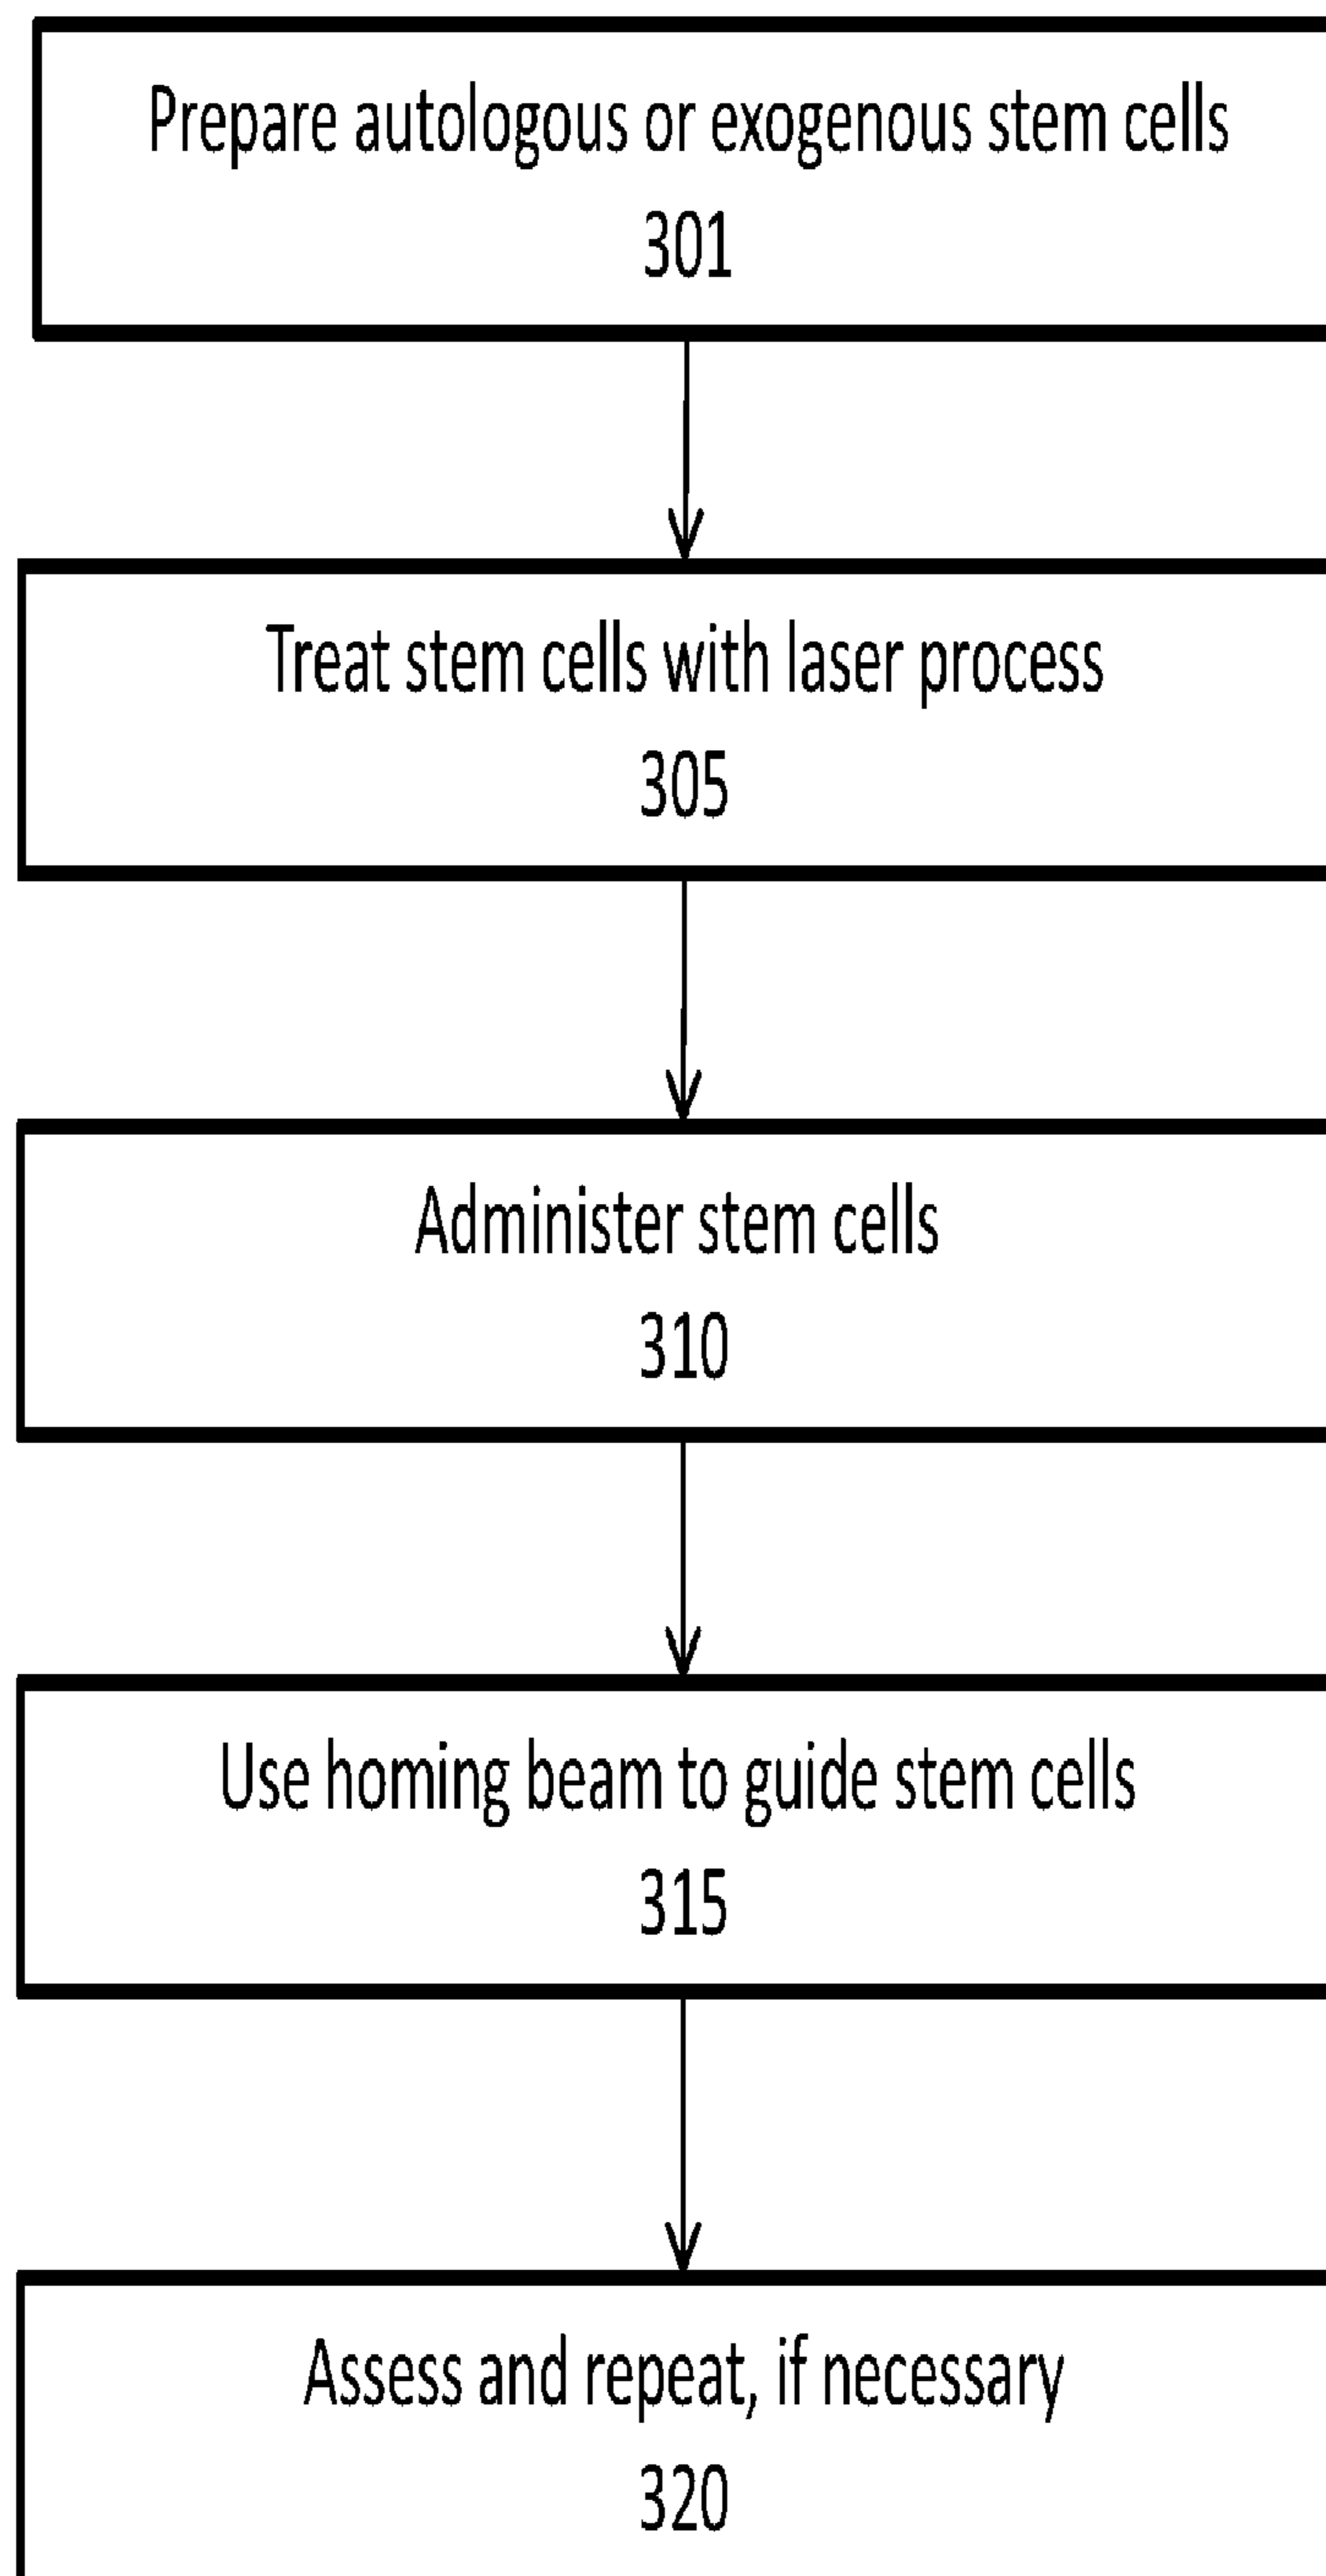 Prepare autologous or exogenous stem cells
301
Treat stem cells with laser process
305
Administer stem cells
310
Use homing beam to guide stem cells
315
Assess and repeat, if necessary
320